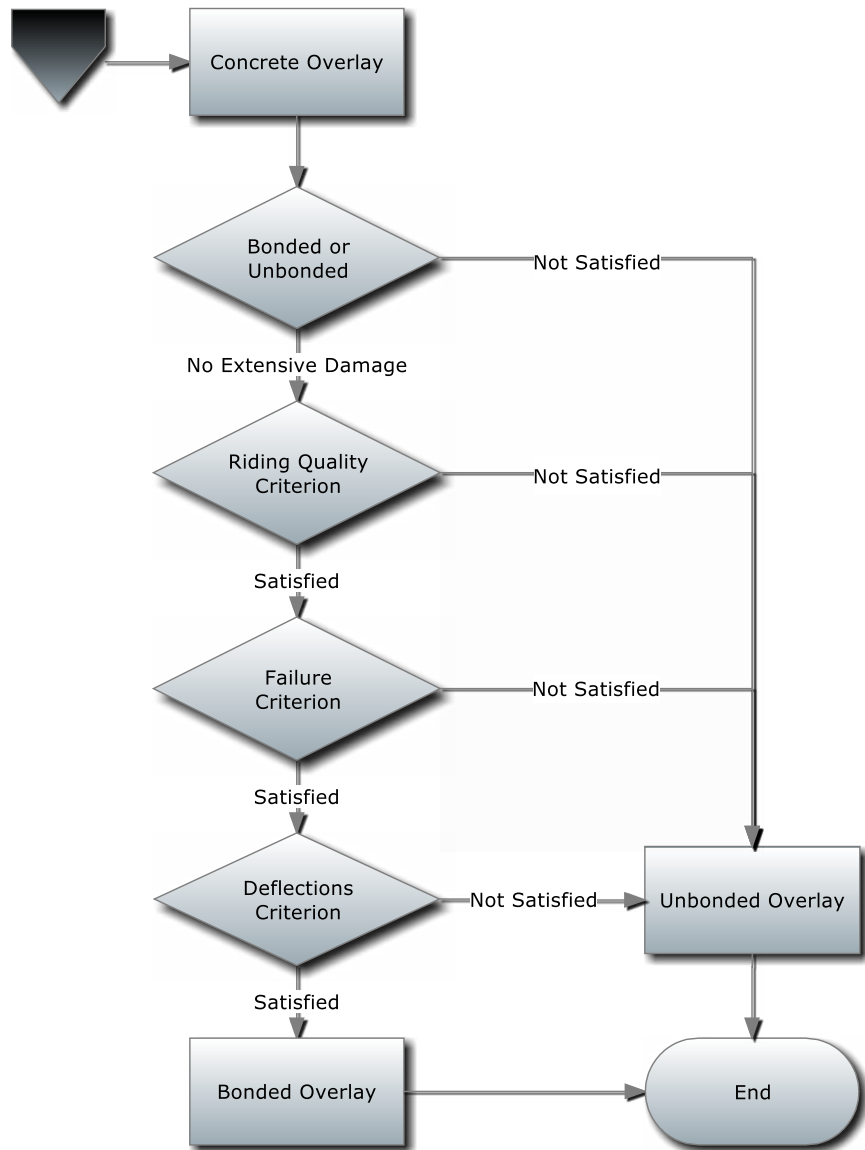 Concrete Overlay
Bonded or
Unbonded
Not Satisfied
No Extensive Damage
Riding Quality
Criterion
Not Satisfied
Satisfied
Failure
Criterion
Not Satisfied
Satisfied
Deflections
Criterion
Not Satisfied
Unbonded Overlay
Satisfied
Bonded Overlay
End